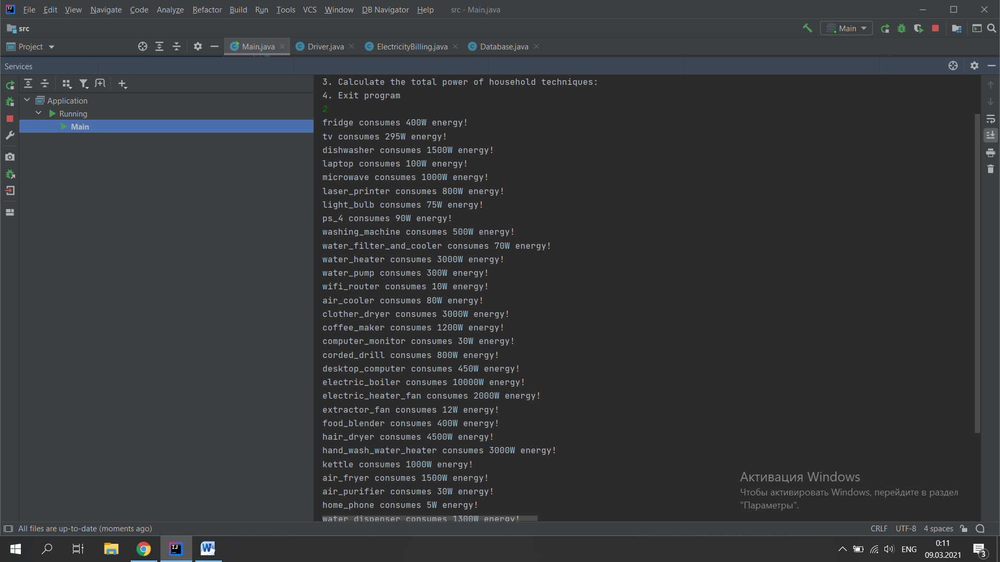 File Edit View Navigate Code Analyze Refactor Build Run Tools VCS Window DB Navigator Help src - Main.java
src Main
Project Main.java Driver.java ElectricityBilling.java Database.java
Services
Application
Running
Main
3. Calculate the total power of household techniques:
4. Exit program
2
fridge consumes 400W energy!
tv consumes 295W energy!
dishwasher consumes 1500W energy!
laptop consumes 100W energy!
microwave consumes 1000W energy!
laser_printer consumes 800W energy!
light_bulb consumes 75W energy!
ps_4 consumes 90W energy!
washing_machine consumes 500W energy!
water_filter_and_cooler consumes 70W energy!
water_heater consumes 3000W energy!
water_pump consumes 300W energy!
wifi_router consumes 10W energy!
air_cooler consumes 80W energy!
clother_dryer consumes 3000W energy!
coffee_maker consumes 1200W energy!
computer_monitor consumes 30W energy!
corded_drill consumes 800W energy!
desktop_computer consumes 450W energy!
electric_boiler consumes 10000W energy!
electric_heater_fan consumes 2000W energy!
extractor_fan consumes 12W energy!
food_blender consumes 400W energy!
hair_dryer consumes 4500W energy!
hand_wash_water_heater consumes 3000W energy!
kettle consumes 1000W energy!
air_fryer consumes 1500W energy!
air_purifier consumes 30W energy!
home_phone consumes 5W energy!
water_dispenser consumes 1300W energy!
Активация Windows
Чтобы активировать Windows, перейдите в раздел
"Параметры".
All files are up-to-date (moments ago) CRLF UTF-8 4 spaces
ENG 0:11
09.03.2021 3